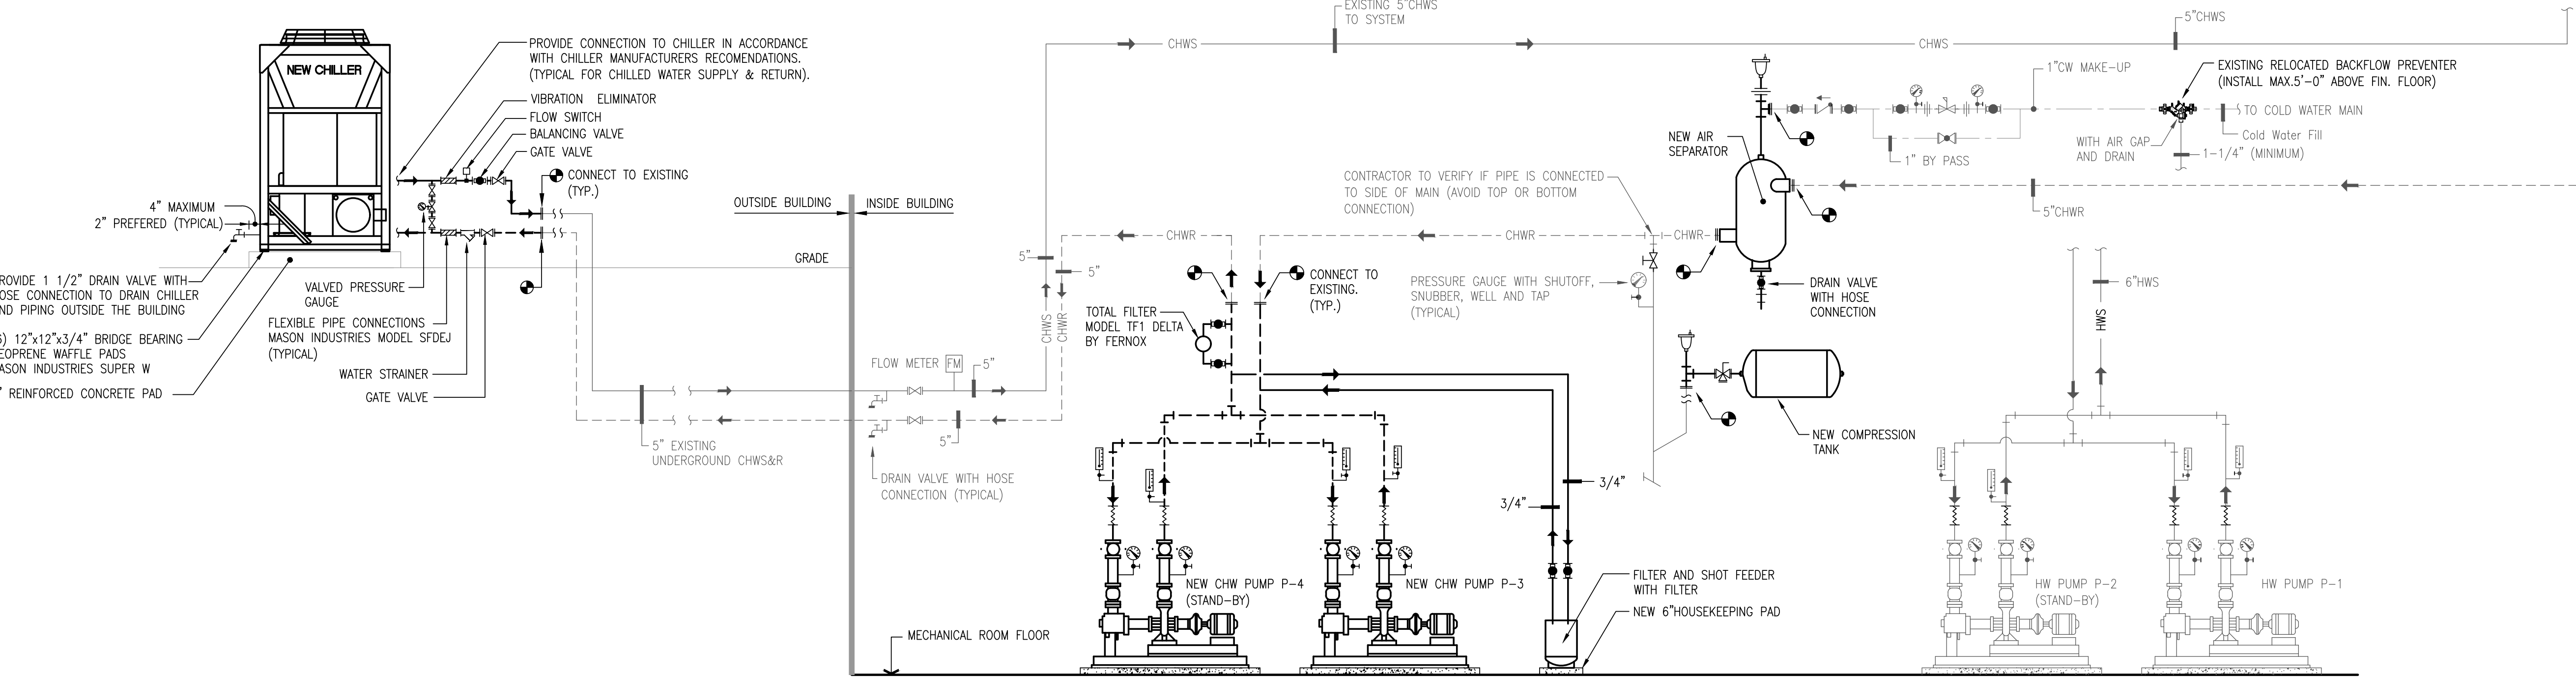 EXISTING 5"CHWS
TO SYSTEM
5"CHWS
CHWS
CHWS
NEW CHILLER
PROVIDE CONNECTION TO CHILLER IN ACCORDANCE
WITH CHILLER MANUFACTURERS RECOMENDATIONS.
(TYPICAL FOR CHILLED WATER SUPPLY & RETURN).
VIBRATION ELIMINATOR
FLOW SWITCH
BALANCING VALVE
GATE VALVE
CONNECT TO EXISTING
(TYP.)
4" MAXIMUM
2" PREFERED (TYPICAL)
ROVIDE 1 1/2" DRAIN VALVE WITH
OSE CONNECTION TO DRAIN CHILLER
ND PIPING OUTSIDE THE BUILDING
6) 12"x12"x3/4" BRIDGE BEARING
EOPRENE WAFFLE PADS
ASON INDUSTRIES SUPER W
" REINFORCED CONCRETE PAD
VALVED PRESSURE
GAUGE
FLEXIBLE PIPE CONNECTIONS
MASON INDUSTRIES MODEL SFDEJ
(TYPICAL)
WATER STRAINER
GATE VALVE
OUTSIDE BUILDING
INSIDE BUILDING
GRADE
5" EXISTING
UNDERGROUND CHWS&R
FLOW METER
FM
5"
5"
DRAIN VALVE WITH HOSE
CONNECTION (TYPICAL)
MECHANICAL ROOM FLOOR
5"
5"
CHWS
CHWR
CHWR
CHWR
CHWR
TOTAL FILTER
MODEL TF1 DELTA
BY FERNOX
CONNECT TO
EXISTING.
(TYP.)
CONTRACTOR TO VERIFY IF PIPE IS CONNECTED
TO SIDE OF MAIN (AVOID TOP OR BOTTOM
CONNECTION)
PRESSURE GAUGE WITH SHUTOFF,
SNUBBER, WELL AND TAP
(TYPICAL)
NEW AIR
SEPARATOR
1"CW MAKE-UP
1" BY PASS
EXISTING RELOCATED BACKFLOW PREVENTER
(INSTALL MAX.5'-0" ABOVE FIN. FLOOR)
TO COLD WATER MAIN
Cold Water Fill
WITH AIR GAP
AND DRAIN
1-1/4" (MINIMUM)
5"CHWR
DRAIN VALVE
WITH HOSE
CONNECTION
NEW COMPRESSION
TANK
6"HWS
HWS
3/4"
3/4"
NEW CHW PUMP P-4
(STAND-BY)
NEW CHW PUMP P-3
FILTER AND SHOT FEEDER
WITH FILTER
NEW 6"HOUSEKEEPING PAD
HW PUMP P-2
(STAND-BY)
HW PUMP P-1